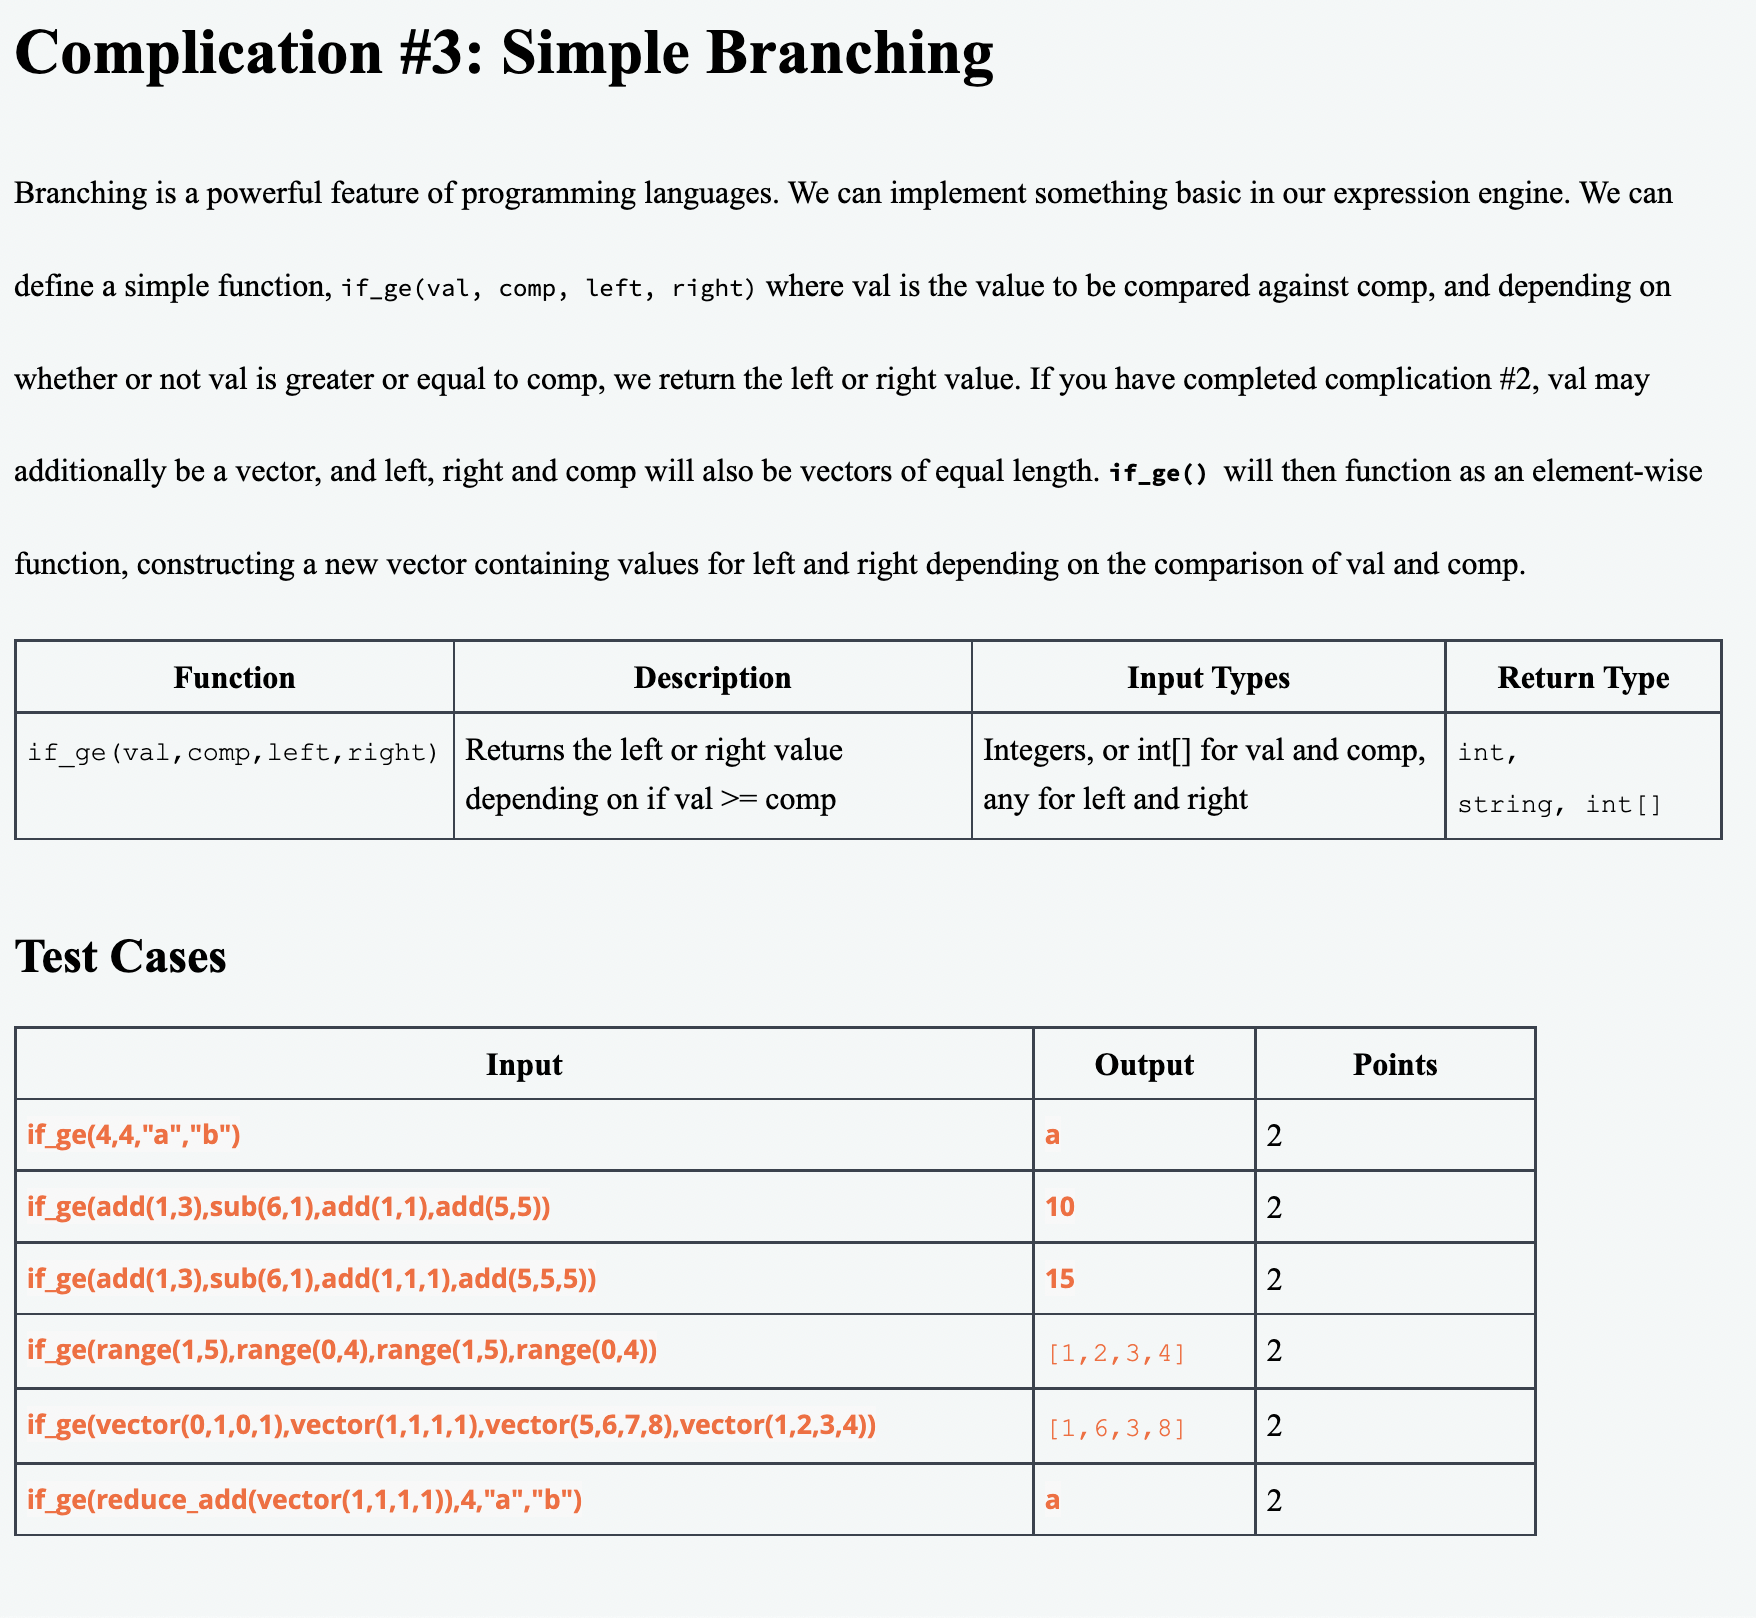 Complication #3: Simple Branching
Branching is a powerful feature of programming languages. We can implement something basic in our expression engine. We can
define a simple function, if_ge(val, comp, left, right) where val is the value to be compared against comp, and depending on
whether or not val is greater or equal to comp, we return the left or right value. If you have completed complication #2, val may
additionally be a vector, and left, right and comp will also be vectors of equal length. if_ge() will then function as an element-wise
function, constructing a new vector containing values for left and right depending on the comparison of val and comp.
Function Description Input Types Return Type
if_ge(val,comp,left,right) Returns the left or right value Integers, or int[] for val and comp, int,
depending on if val >= comp any for left and right string, int[]
Test Cases
Input Output Points
if_ge(4,4,"a","b") a 2
if_ge(add(1,3),sub(6,1),add(1,1),add(5,5)) 10 2
if_ge(add(1,3),sub(6,1),add(1,1,1),add(5,5,5)) 15 2
if_ge(range(1,5),range(0,4),range(1,5),range(0,4)) [1,2,3,4] 2
if_ge(vector(0,1,0,1),vector(1,1,1,1),vector(5,6,7,8),vector(1,2,3,4)) [1,6,3,8] 2
if_ge(reduce_add(vector(1,1,1,1)),4,"a","b") a 2